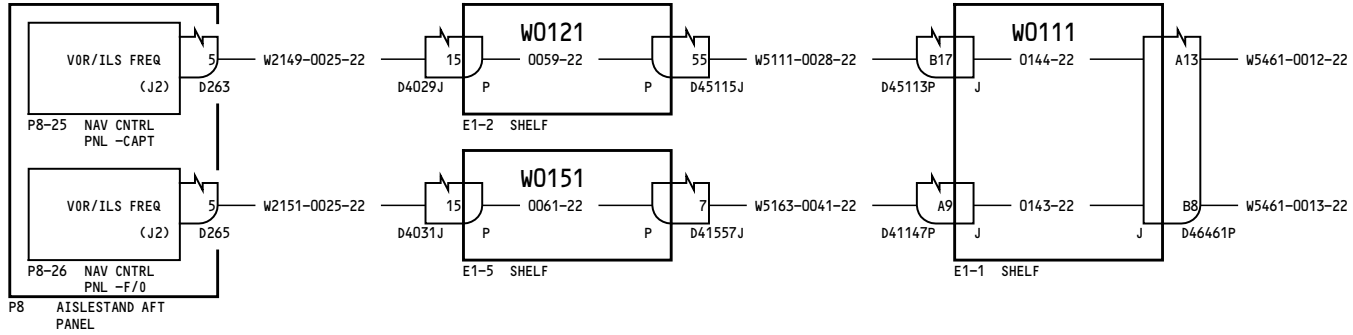 W0121
W0111
V0R/ILS FREQ
5
W2149-0025-22
15
0059-22
55
W5111-0028-22
B17
0144-22
A13
W5461-0012-22
(J2)
D263
D4029J
P
P
D45115J
D45113P
J
P8-25 NAV CNTRL
PNL -CAPT
E1-2 SHELF
W0151
V0R/ILS FREQ
5
W2151-0025-22
15
0061-22
7
W5163-0041-22
A9
0143-22
B8
W5461-0013-22
(J2)
D265
D4031J
P
P
D41557J
D41147P
J
J
D46461P
P8-26 NAV CNTRL
PNL -F/0
E1-5 SHELF
E1-1 SHELF
P8 AISLESTAND AFT
PANEL